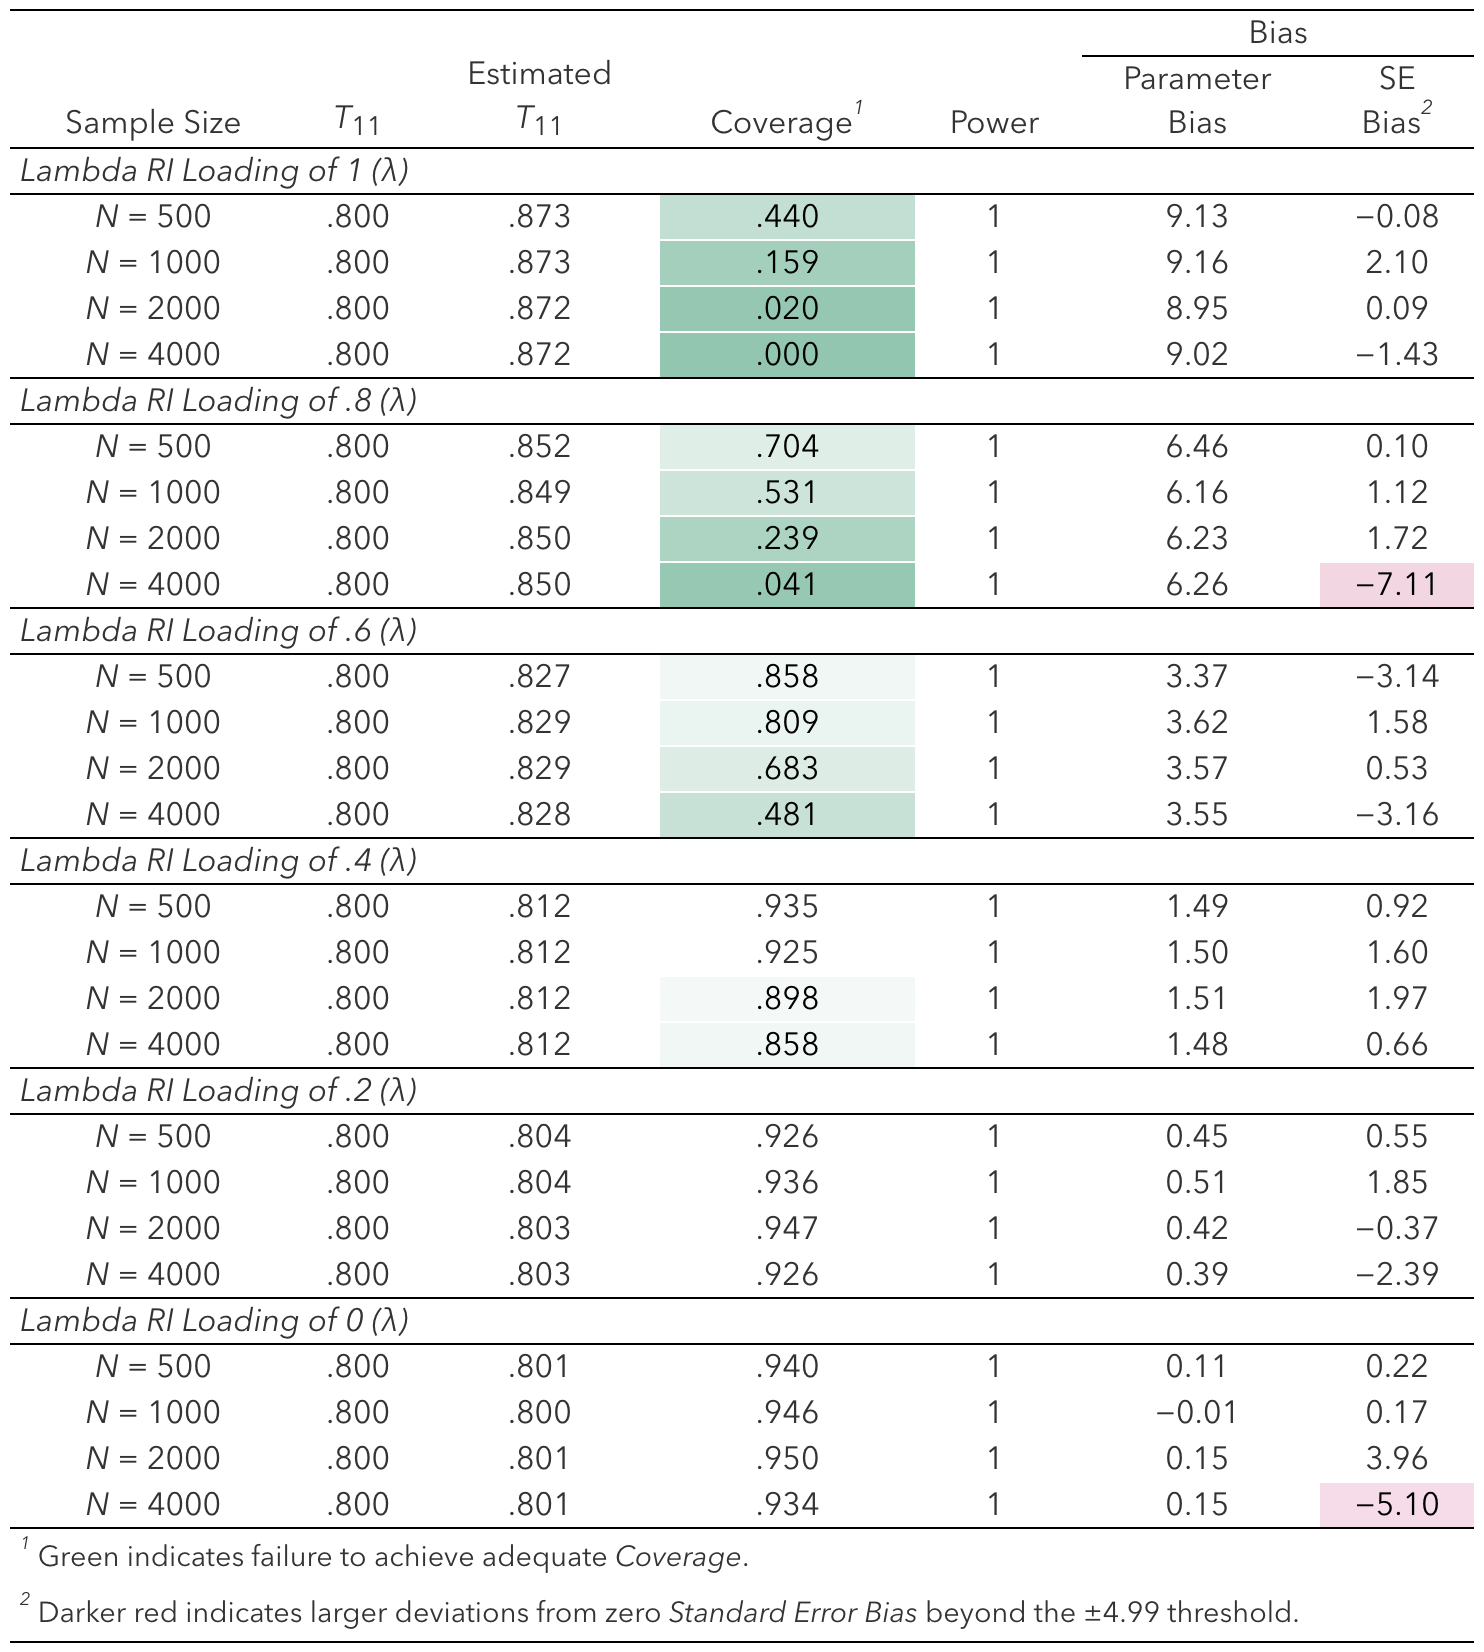 Bias
Estimated Parameter SE
Sample Size T11 T11 Coverage1 Power Bias Bias2
Lambda RI Loading of 1 (λ)
N = 500 .800 .873 .440 1 9.13 −0.08
N = 1000 .800 .873 .159 1 9.16 2.10
N = 2000 .800 .872 .020 1 8.95 0.09
N = 4000 .800 .872 .000 1 9.02 −1.43
Lambda RI Loading of .8 (λ)
N = 500 .800 .852 .704 1 6.46 0.10
N = 1000 .800 .849 .531 1 6.16 1.12
N = 2000 .800 .850 .239 1 6.23 1.72
N = 4000 .800 .850 .041 1 6.26 −7.11
Lambda RI Loading of .6 (λ)
N = 500 .800 .827 .858 1 3.37 −3.14
N = 1000 .800 .829 .809 1 3.62 1.58
N = 2000 .800 .829 .683 1 3.57 0.53
N = 4000 .800 .828 .481 1 3.55 −3.16
Lambda RI Loading of .4 (λ)
N = 500 .800 .812 .935 1 1.49 0.92
N = 1000 .800 .812 .925 1 1.50 1.60
N = 2000 .800 .812 .898 1 1.51 1.97
N = 4000 .800 .812 .858 1 1.48 0.66
Lambda RI Loading of .2 (λ)
N = 500 .800 .804 .926 1 0.45 0.55
N = 1000 .800 .804 .936 1 0.51 1.85
N = 2000 .800 .803 .947 1 0.42 −0.37
N = 4000 .800 .803 .926 1 0.39 −2.39
Lambda RI Loading of 0 (λ)
N = 500 .800 .801 .940 1 0.11 0.22
N = 1000 .800 .800 .946 1 −0.01 0.17
N = 2000 .800 .801 .950 1 0.15 3.96
N = 4000 .800 .801 .934 1 0.15 −5.10
1 Green indicates failure to achieve adequate Coverage.
2 Darker red indicates larger deviations from zero Standard Error Bias beyond the ±4.99 threshold.